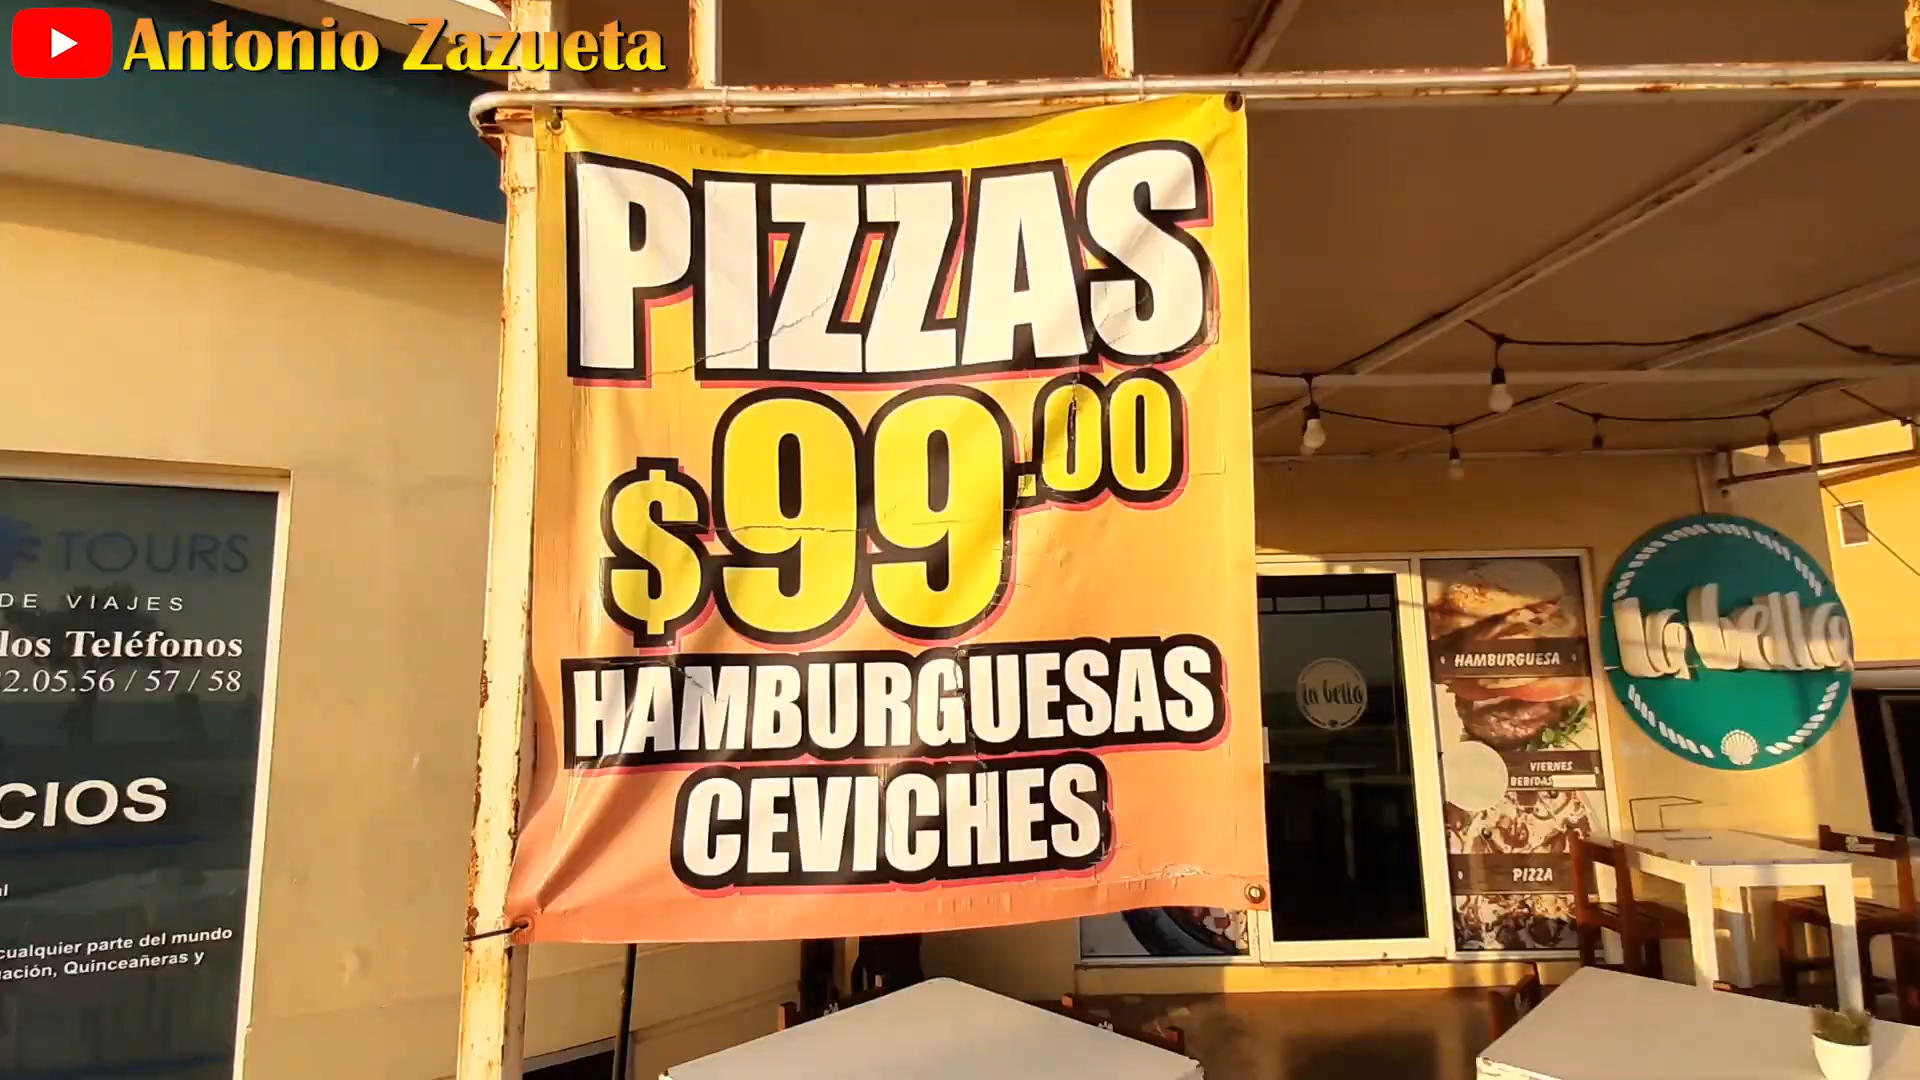 Antonio Zazueta
PIZZAS
$99.00
HAMBURGUESAS
CEVICHES
TOURS
DE VIAJES
los Teléfonos
2.05.56 / 57 / 58
CIOS
cualquier parte del mundo
ación, Quinceañeras y
la bella
HAMBURGUESA
VIERNES
BEBIDAS
PIZZA
la bella